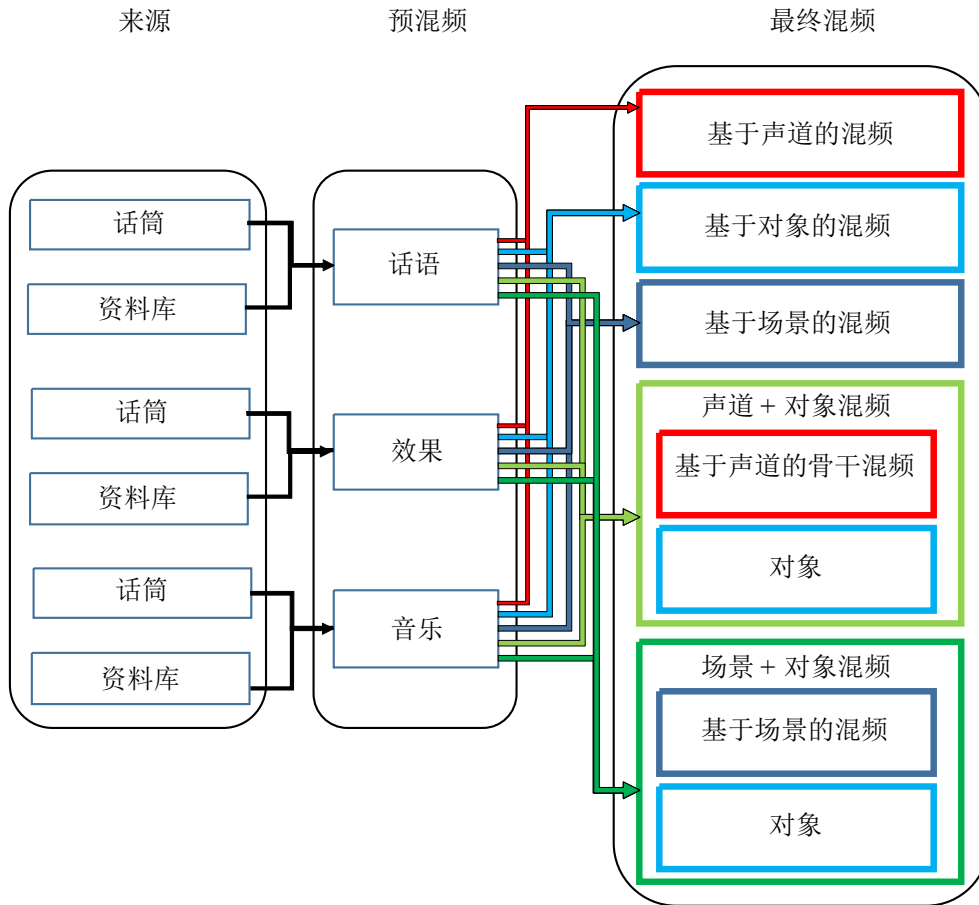 来源
预混频
最终混频
话筒
资料库
话筒
资料库
话筒
资料库
话语
效果
音乐
基于声道的混频
基于对象的混频
基于场景的混频
声道 + 对象混频
基于声道的骨干混频
对象
场景 + 对象混频
基于场景的混频
对象